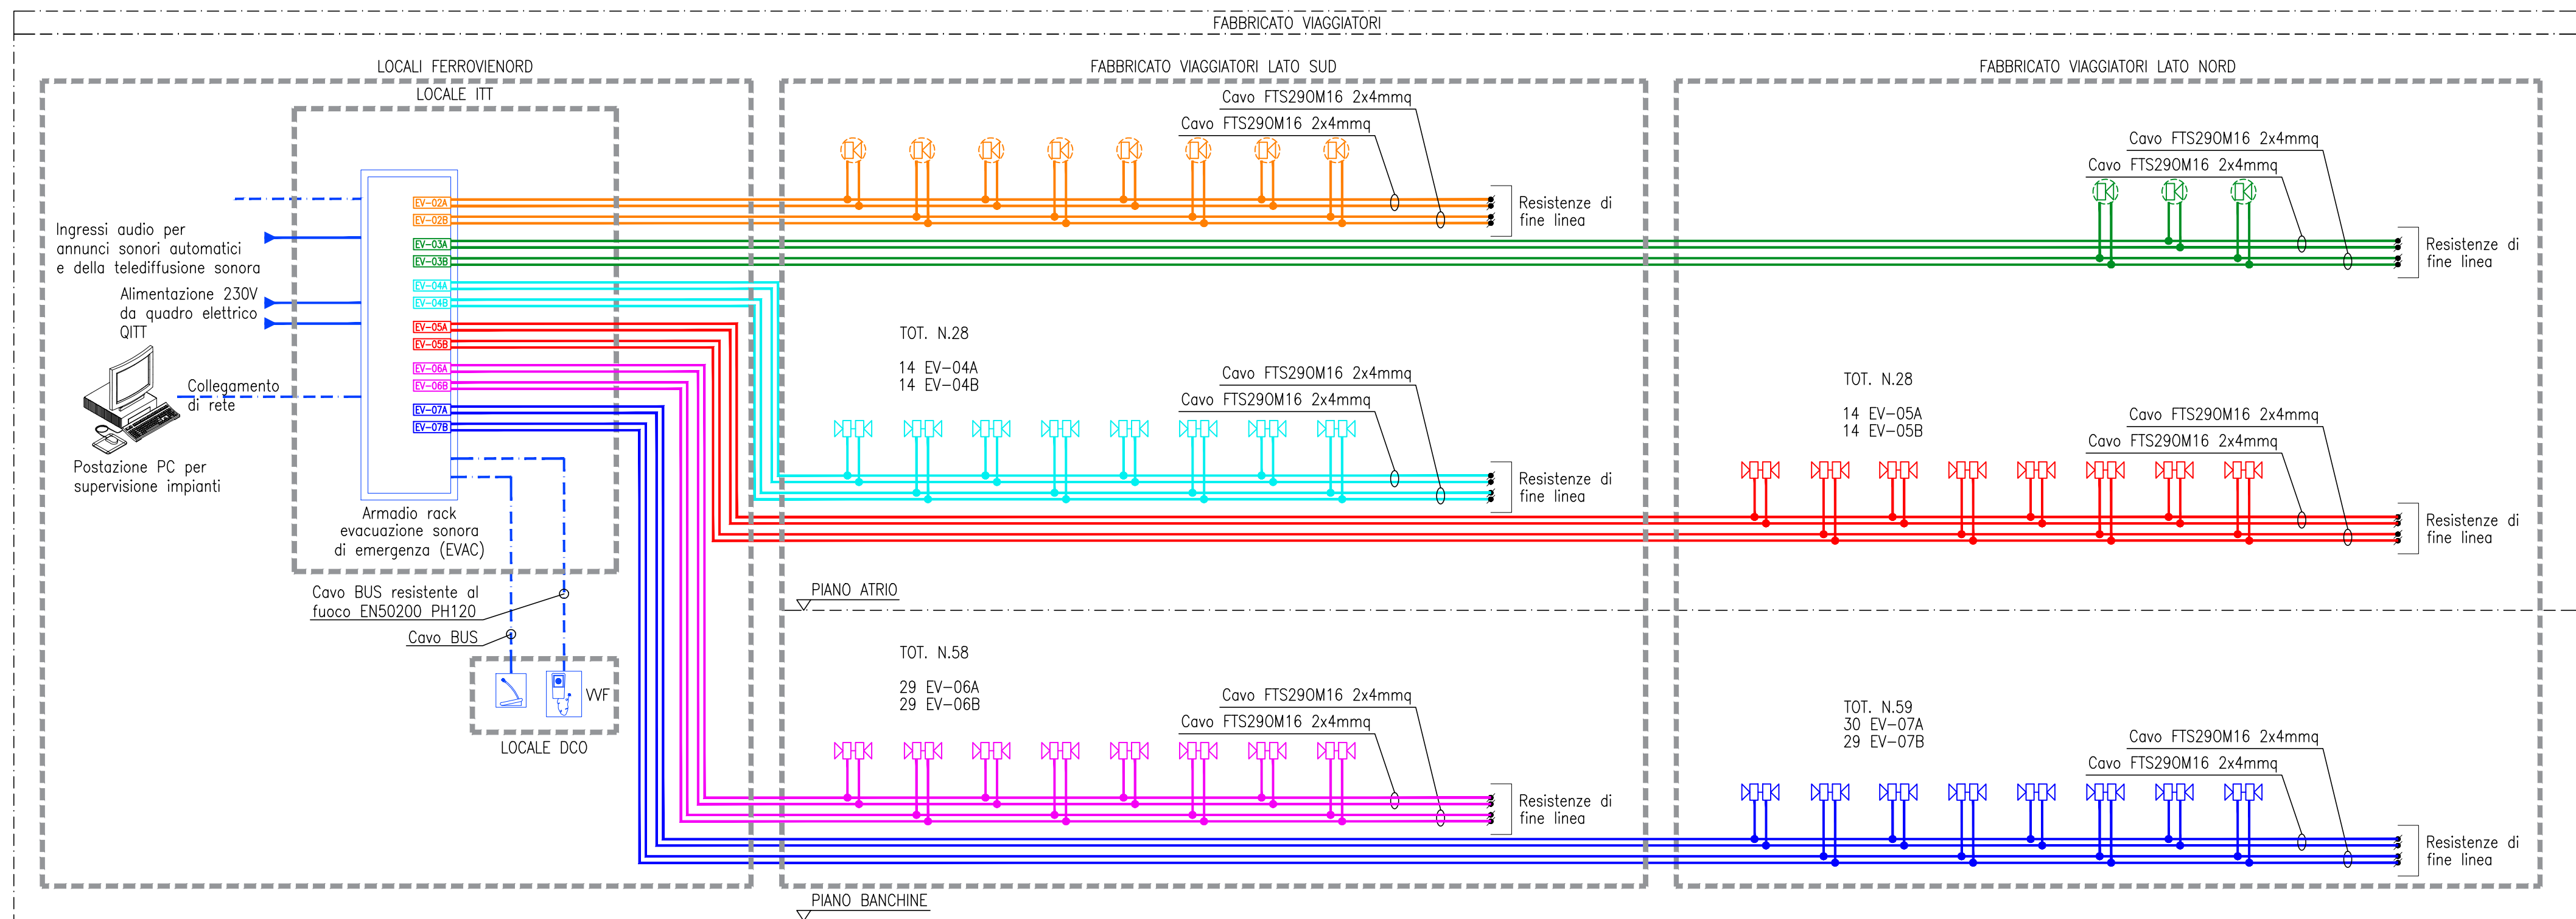 FABBRICATO VIAGGIATORI
LOCALI FERROVIENORD
LOCALE ITT
EV-02A
EV-02B
EV-03A
EV-03B
EV-04A
EV-04B
EV-05A
EV-05B
EV-06A
EV-06B
EV-07A
EV-07B
Ingressi audio per
annunci sonori automatici
e della telediffusione sonora
Alimentazione 230V
da quadro elettrico
QITT
Collegamento
di rete
Postazione PC per
supervisione impianti
Armadio rack
evacuazione sonora
di emergenza (EVAC)
Cavo BUS resistente al
fuoco EN50200 PH120
Cavo BUS
VVF
LOCALE DCO
FABBRICATO VIAGGIATORI LATO SUD
Cavo FTS29OM16 2x4mmq
Cavo FTS29OM16 2x4mmq
Resistenze di
fine linea
TOT. N.28
14 EV-04A
14 EV-04B
Cavo FTS29OM16 2x4mmq
Cavo FTS29OM16 2x4mmq
Resistenze di
fine linea
PIANO ATRIO
TOT. N.58
29 EV-06A
29 EV-06B
Cavo FTS29OM16 2x4mmq
Cavo FTS29OM16 2x4mmq
Resistenze di
fine linea
PIANO BANCHINE
FABBRICATO VIAGGIATORI LATO NORD
Cavo FTS29OM16 2x4mmq
Cavo FTS29OM16 2x4mmq
Resistenze di
fine linea
TOT. N.28
14 EV-05A
14 EV-05B
Cavo FTS29OM16 2x4mmq
Cavo FTS29OM16 2x4mmq
Resistenze di
fine linea
TOT. N.59
30 EV-07A
29 EV-07B
Cavo FTS29OM16 2x4mmq
Cavo FTS29OM16 2x4mmq
Resistenze di
fine linea